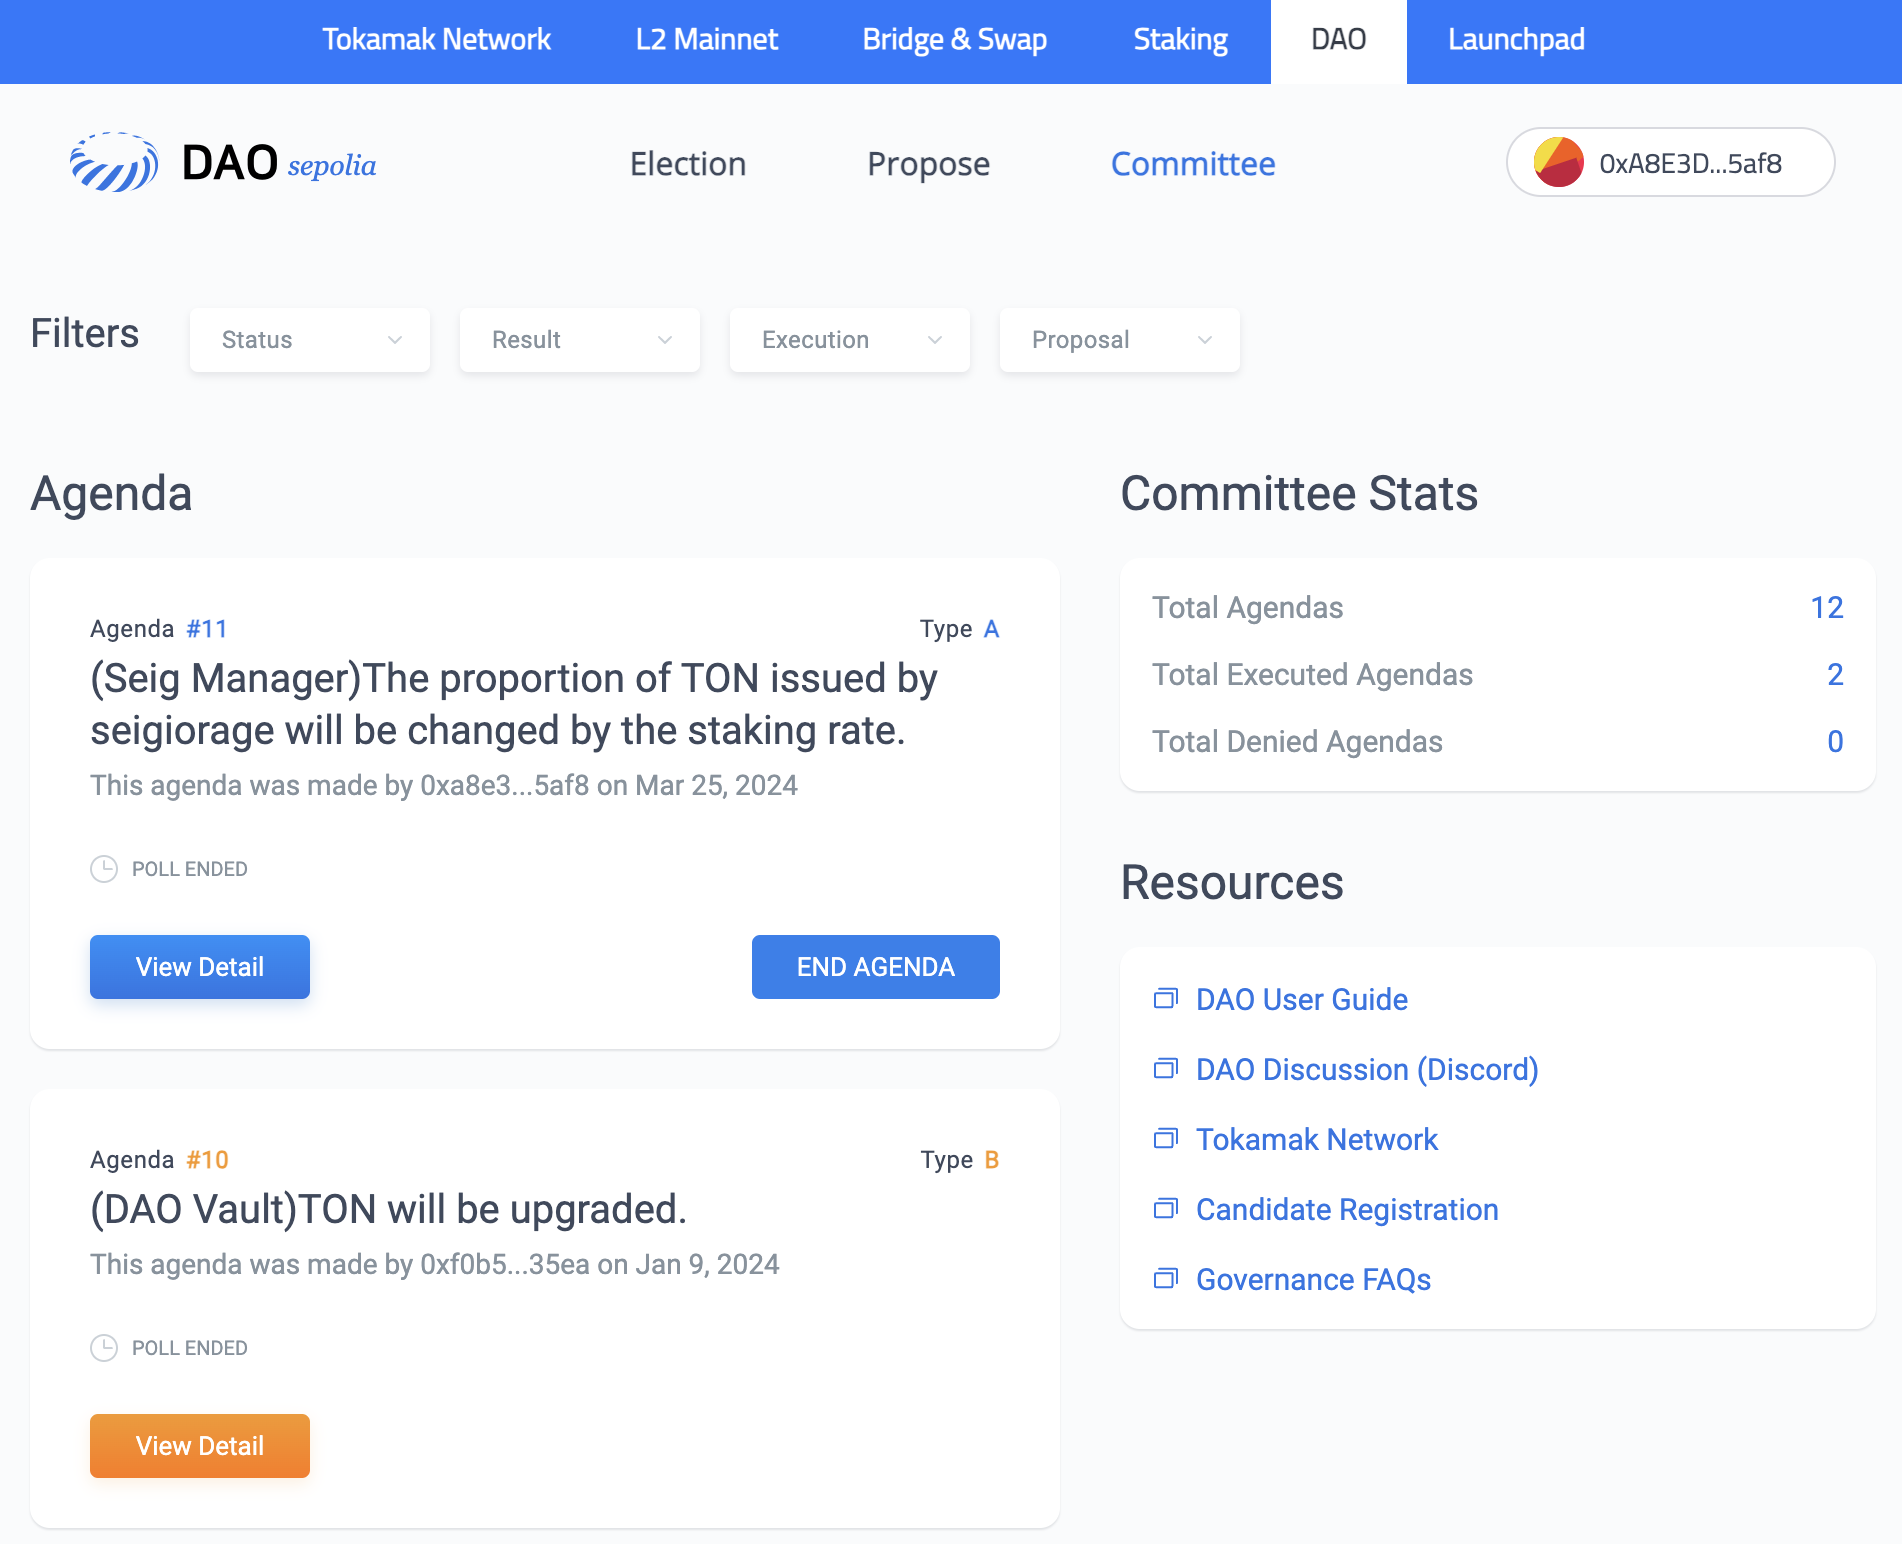 Tokamak Network L2 Mainnet Bridge & Swap Staking DAO Launchpad
DAO sepolia Election Propose Committee 0xA8E3D...5af8
Filters Status Result Execution Proposal
Agenda
Agenda #11 Type A
(Seig Manager)The proportion of TON issued by
seigiorage will be changed by the staking rate.
This agenda was made by 0xa8e3...5af8 on Mar 25, 2024
POLL ENDED
View Detail END AGENDA
Agenda #10 Type B
(DAO Vault)TON will be upgraded.
This agenda was made by 0xf0b5...35ea on Jan 9, 2024
POLL ENDED
View Detail
Committee Stats
Total Agendas 12
Total Executed Agendas 2
Total Denied Agendas 0
Resources
DAO User Guide
DAO Discussion (Discord)
Tokamak Network
Candidate Registration
Governance FAQs